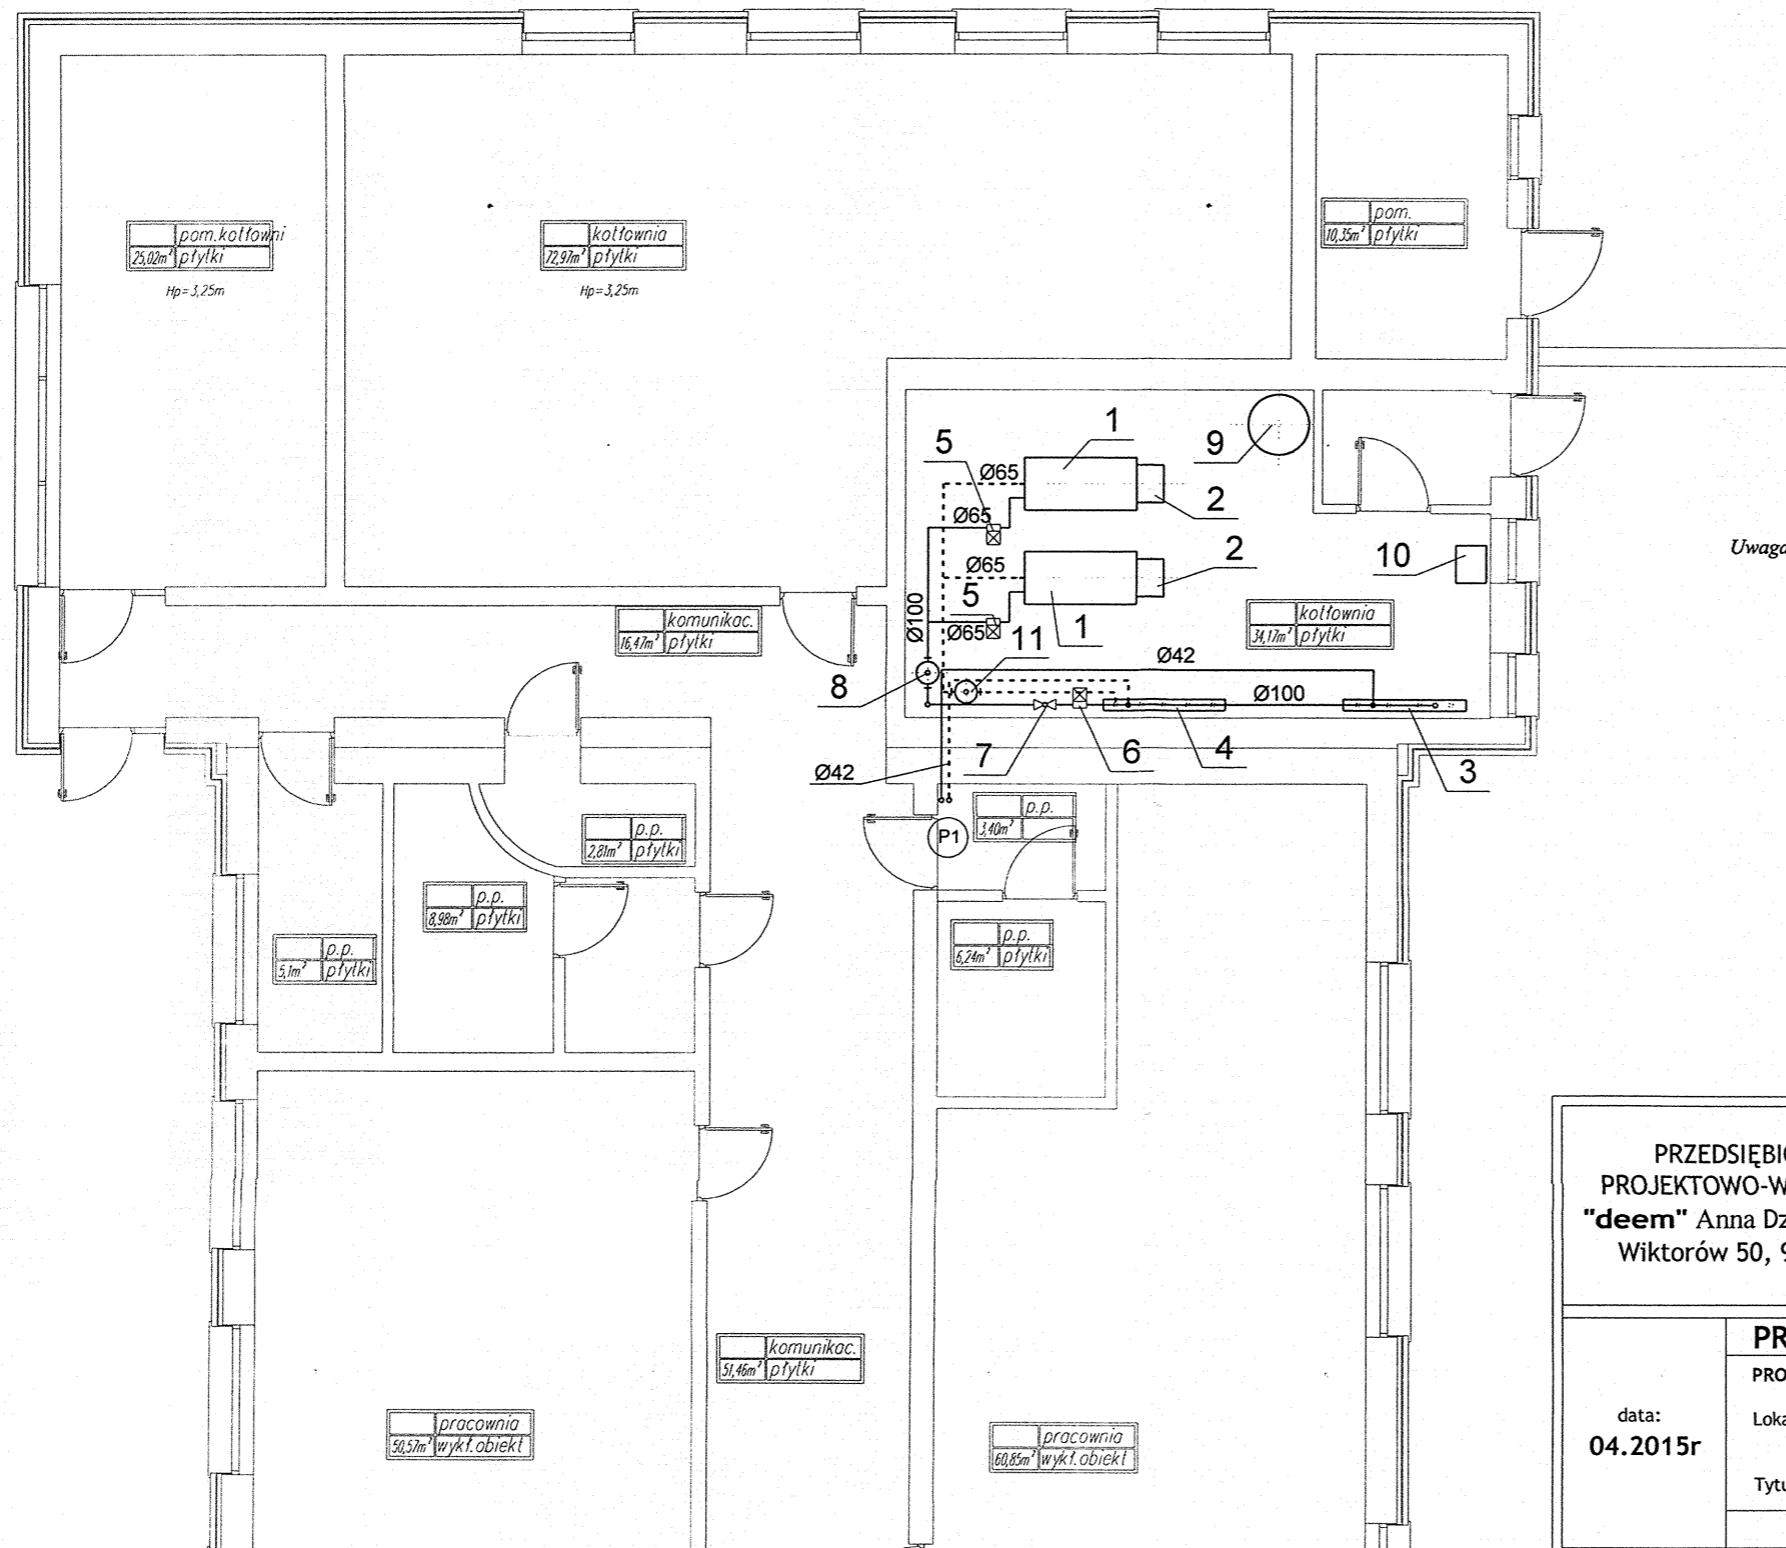 pom.kotłowni
25,02m² płytki
Hp=3,25m
kotłownia
72,97m² płytki
Hp=3,25m
pom.
10,35m² płytki
1
5
9
Ø65
2
Ø65
Uwaga
10
2
Ø65
5
1
Ø100
Ø65
11
kotłownia
34,17m² płytki
komunikac.
16,47m² płytki
Ø42
8
Ø100
7
6
4
3
Ø42
p.p.
3,40m²
P1
p.p.
2,81m² płytki
p.p.
8,98m² płytki
p.p.
5,1m² płytki
p.p.
6,24m² płytki
komunikac.
51,46m² płytki
pracownia
50,57m² wykł.obiekt
pracownia
60,85m² wykł.obiekt
PRZEDSIĘBIO
PROJEKTOWO-W
"deem" Anna Dz
Wiktorów 50, 9
PR
PRO
data:
04.2015r
Loka
Tytu